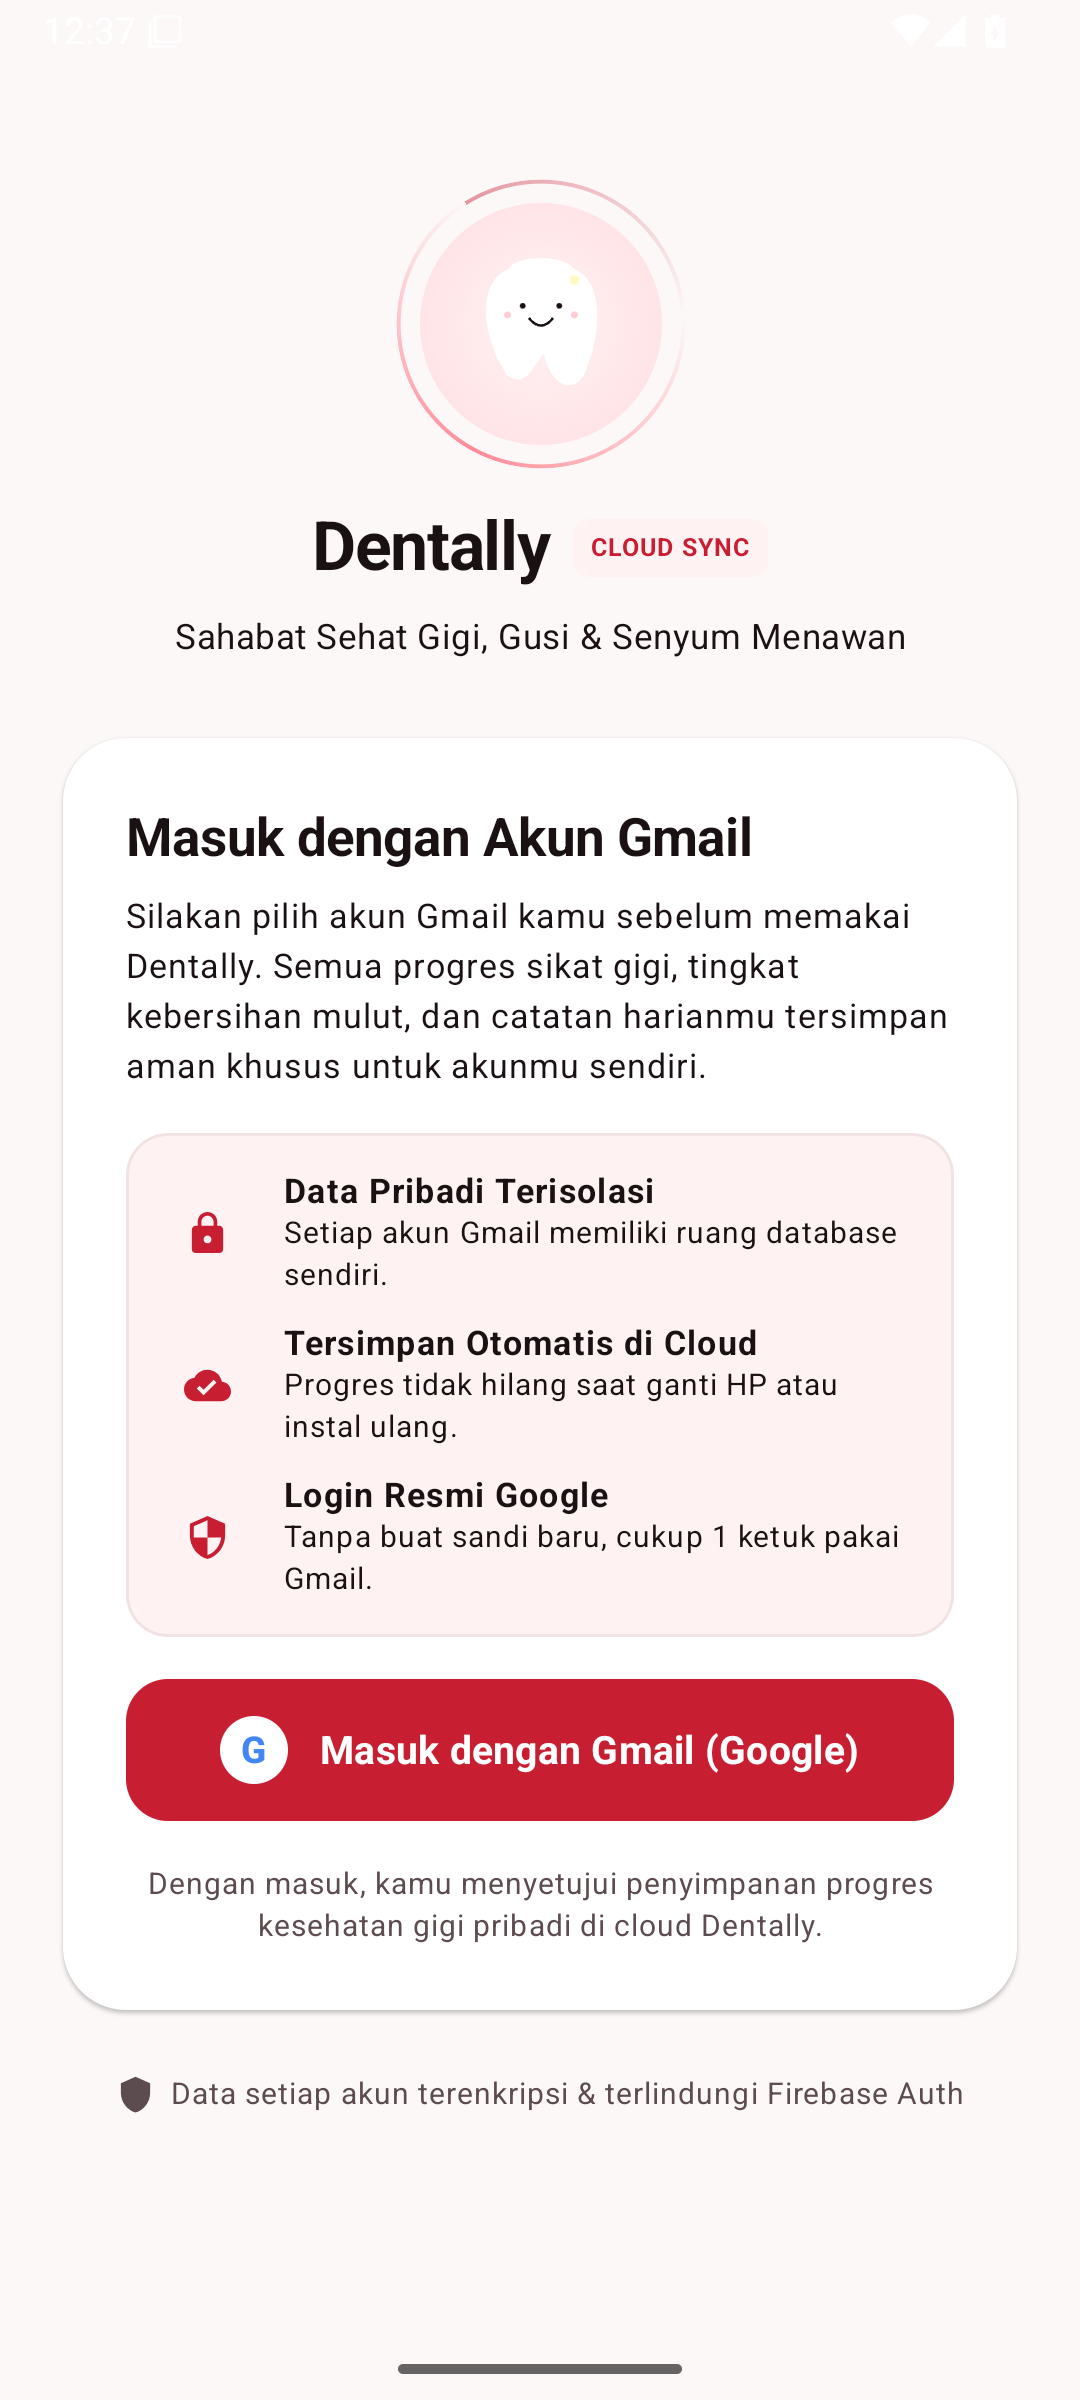 12:37
Dentally CLOUD SYNC
Sahabat Sehat Gigi, Gusi & Senyum Menawan
Masuk dengan Akun Gmail
Silakan pilih akun Gmail kamu sebelum memakai
Dentally. Semua progres sikat gigi, tingkat
kebersihan mulut, dan catatan harianmu tersimpan
aman khusus untuk akunmu sendiri.
Data Pribadi Terisolasi
Setiap akun Gmail memiliki ruang database
sendiri.
Tersimpan Otomatis di Cloud
Progres tidak hilang saat ganti HP atau
instal ulang.
Login Resmi Google
Tanpa buat sandi baru, cukup 1 ketuk pakai
Gmail.
G Masuk dengan Gmail (Google)
Dengan masuk, kamu menyetujui penyimpanan progres
kesehatan gigi pribadi di cloud Dentally.
Data setiap akun terenkripsi & terlindungi Firebase Auth